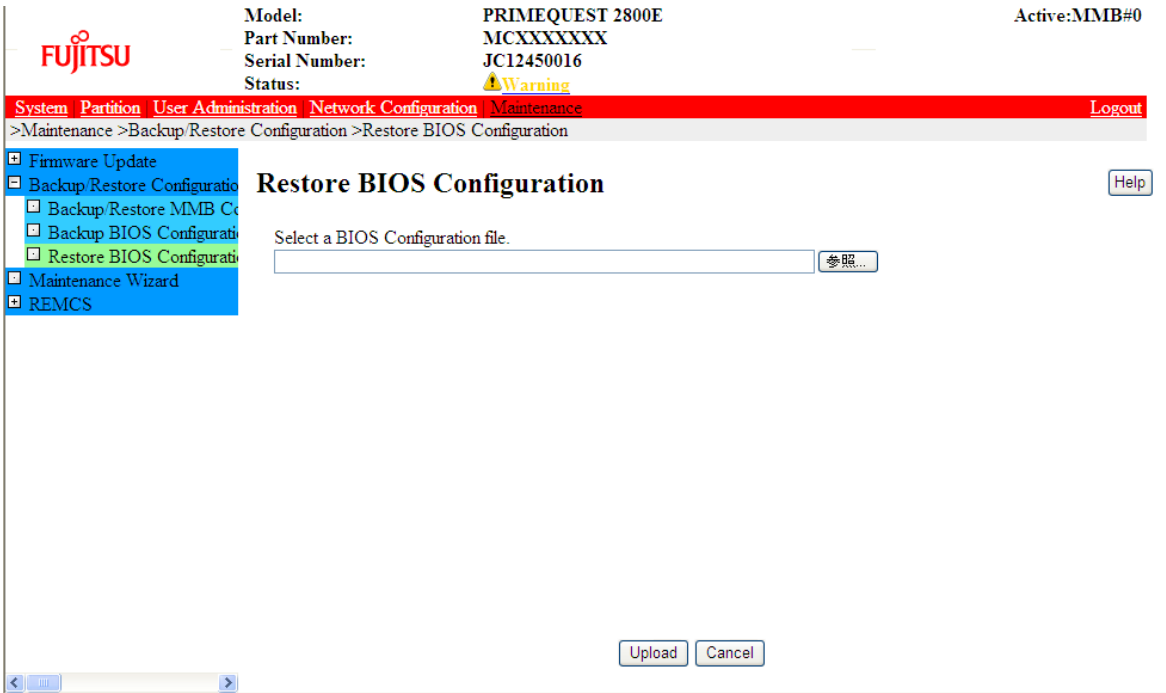 FUJITSU
Model: PRIMEQUEST 2800E Active:MMB#0
Part Number: MCXXXXXXX
Serial Number: JC12450016
Status: Warning
System | Partition | User Administration | Network Configuration | Maintenance Logout
>Maintenance >Backup/Restore Configuration >Restore BIOS Configuration
Firmware Update
Backup/Restore Configuratio
Backup/Restore MMB Co
Backup BIOS Configurati
Restore BIOS Configurati
Maintenance Wizard
REMCS
Restore BIOS Configuration
Help
Select a BIOS Configuration file.
参照...
Upload Cancel